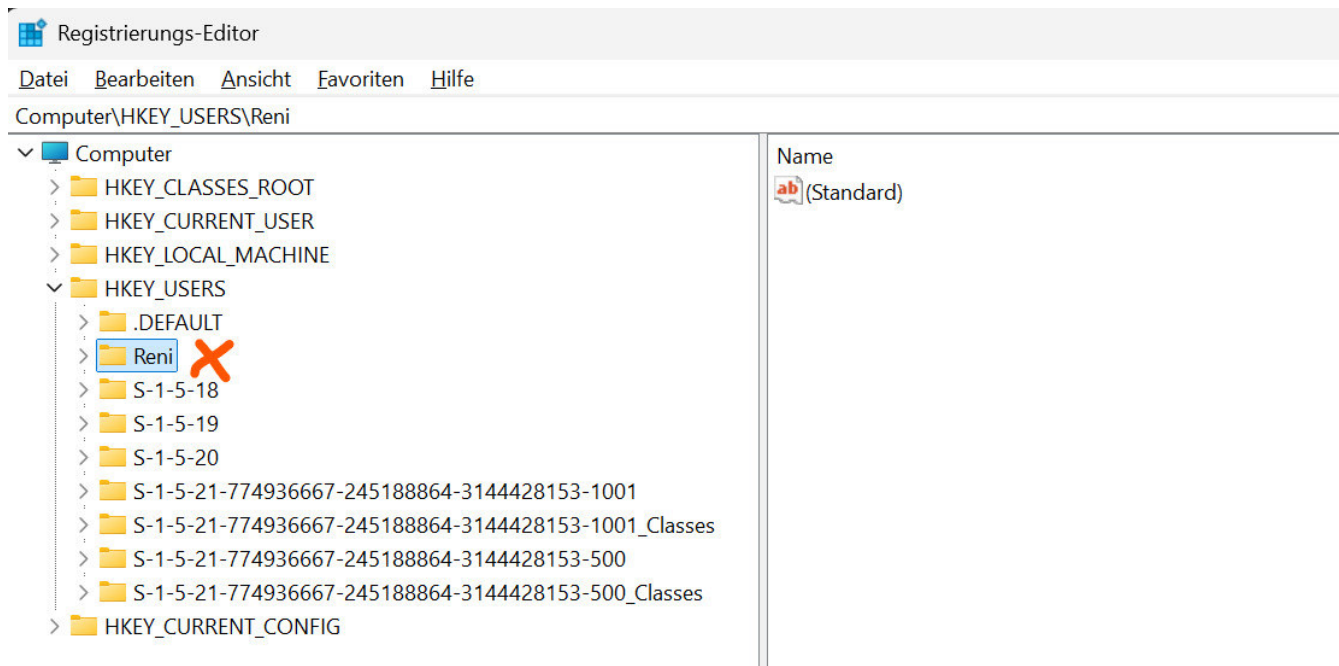 Registrierungs-Editor
Datei Bearbeiten Ansicht Favoriten Hilfe
Computer\HKEY_USERS\Reni
Computer
HKEY_CLASSES_ROOT
HKEY_CURRENT_USER
HKEY_LOCAL_MACHINE
HKEY_USERS
.DEFAULT
Reni
S-1-5-18
S-1-5-19
S-1-5-20
S-1-5-21-774936667-245188864-3144428153-1001
S-1-5-21-774936667-245188864-3144428153-1001_Classes
S-1-5-21-774936667-245188864-3144428153-500
S-1-5-21-774936667-245188864-3144428153-500_Classes
HKEY_CURRENT_CONFIG
Name
ab (Standard)